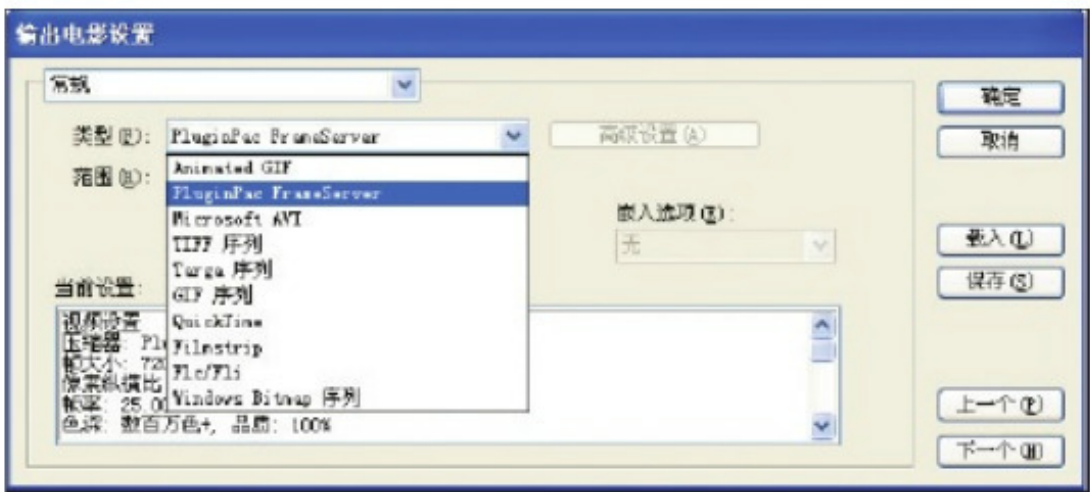 输出电影设置
常规
类型(P):
PluginPac FrameServer
高级设置(A)
范围(R):
Animated GIF
PluginPac FrameServer
Microsoft AVI
TIFF 序列
Targa 序列
GIF 序列
QuickTime
Filmstrip
Flc/Fli
Windows Bitmap 序列
嵌入选项(E):
无
当前设置:
视频设置
压缩器: Plu
帧大小: 720
像素纵横比
帧率: 25.00
色深: 数百万色+, 品质: 100%
确定
取消
载入(L)
保存(S)
上一个(P)
下一个(N)